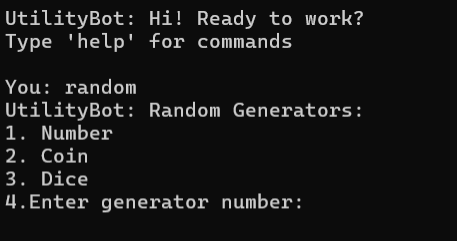 UtilityBot: Hi! Ready to work?
Type 'help' for commands
You: random
UtilityBot: Random Generators:
1. Number
2. Coin
3. Dice
4.Enter generator number: